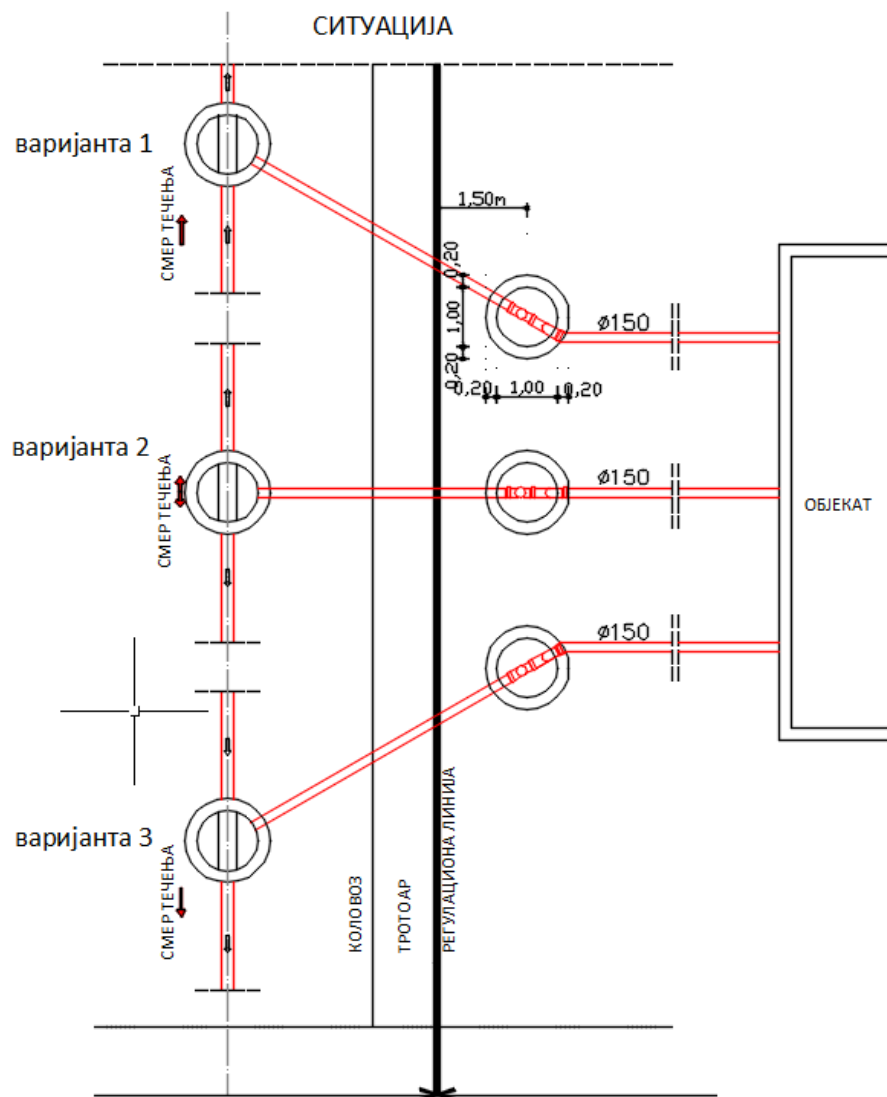 СИТУАЦИЈА
варијанта 1
СМЕР ТЕЧЕЊА
1,50m
0,20
1,00
0,20
0,20
1,00
0,20
ø150
варијанта 2
СМЕР ТЕЧЕЊА
ø150
ОБЈЕКАТ
ø150
варијанта 3
СМЕР ТЕЧЕЊА
КОЛОВОЗ
ТРОТОАР
РЕГУЛАЦИОНА ЛИНИЈА